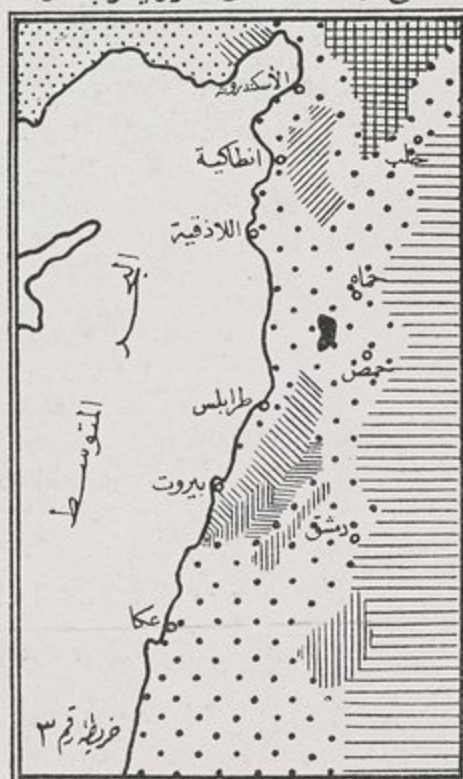 الأسكندرونة
حلب
انطاكية
اللاذقية
حماه
البحر
حمص
طرابلس
المتوسط
بيروت
دمشق
عكا
خريطة رقم ٣